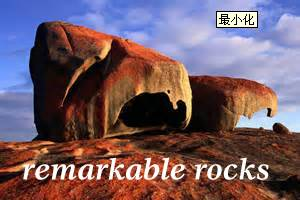 最小化
remarkable rocks